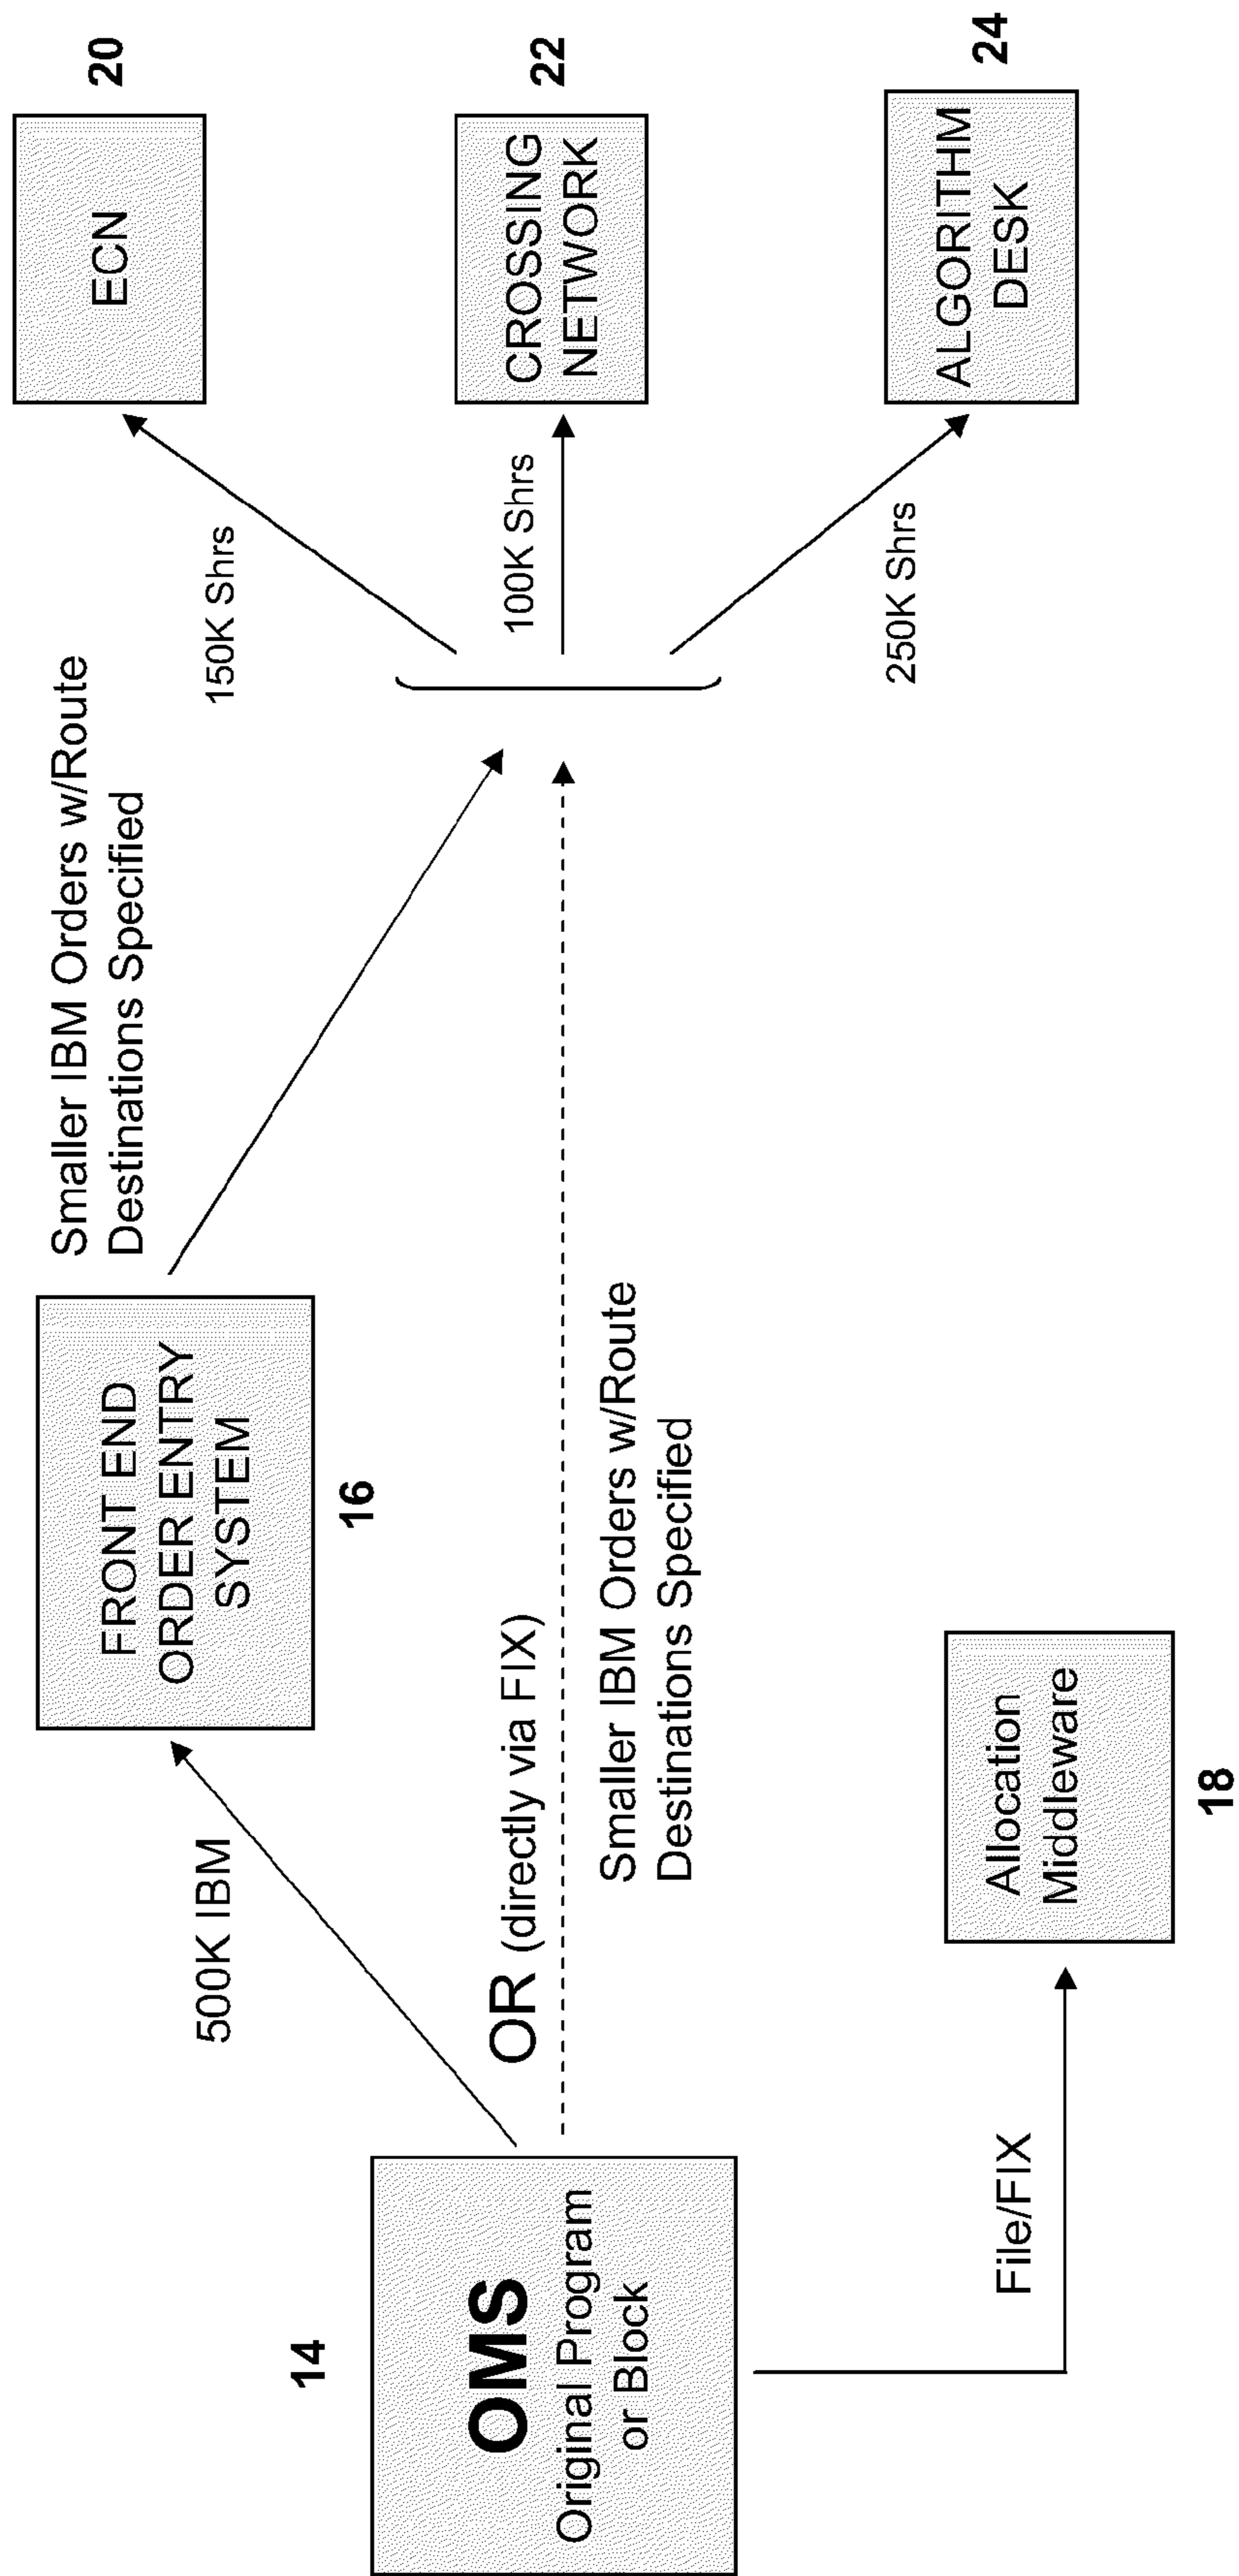 14
OMS
Original Program
or Block
500K IBM
FRONT END
ORDER ENTRY
SYSTEM
16
Smaller IBM Orders w/Route
Destinations Specified
OR (directly via FIX)
Smaller IBM Orders w/Route
Destinations Specified
File/FIX
Allocation
Middleware
18
150K Shrs
100K Shrs
250K Shrs
ECN
20
CROSSING
NETWORK
22
ALGORITHM
DESK
24